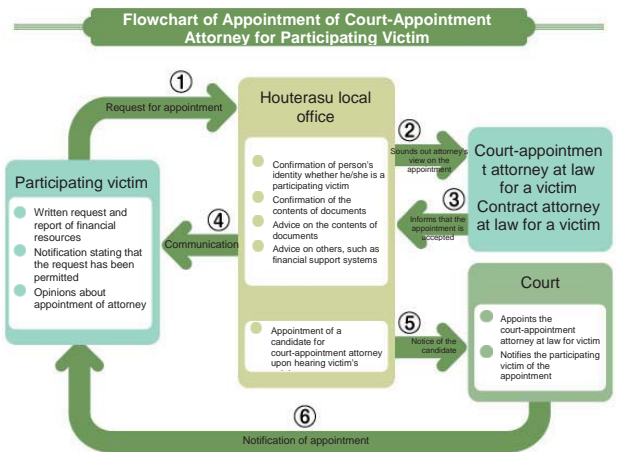 Flowchart of Appointment of Court-Appointment
Attorney for Participating Victim
①
Request for appointment
Houterasu local
office
Confirmation of person's
identity whether he/she is a
participating victim
Confirmation of the
contents of documents
Advice on the contents of
documents
Advice on others, such as
financial support systems
Appointment of a
candidate for
court-appointment attorney
upon hearing victim's
②
Sounds out attorney's
view on the
appointment
③
Informs that the
appointment is
accepted
Court-appointmen
t attorney at law
for a victim
Contract attorney
at law for a victim
Participating victim
Written request and
report of financial
resources
Notification stating that
the request has been
permitted
Opinions about
appointment of attorney
④
Communication
⑤
Notice of the
candidate
Court
Appoints the
court-appointment
attorney at law for victim
Notifies the participating
victim of the
appointment
⑥
Notification of appointment